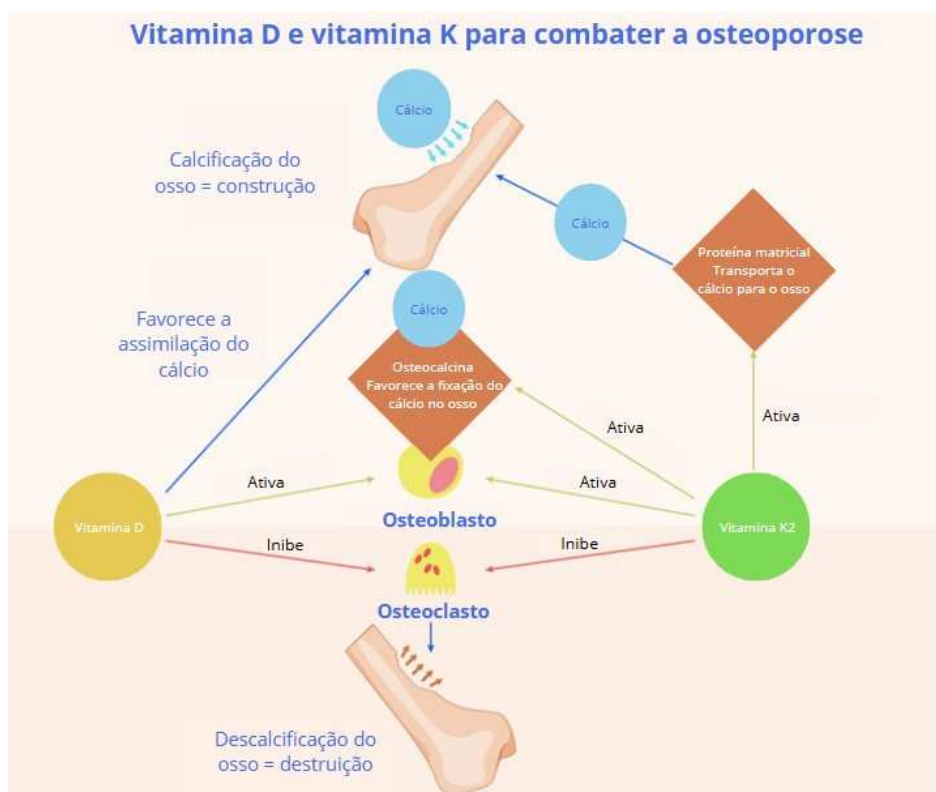 Vitamina D e vitamina K para combater a osteoporose
Cálcio
Calcificação do
osso = construção
Cálcio
Proteína matricial
Transporta o
cálcio para o osso
Favorece a
assimilação do
cálcio
Cálcio
Osteocalcina
Favorece a fixação do
cálcio no osso
Ativa
Ativa
Ativa
Ativa
Vitamina D
Osteoblasto
Vitamina K2
Inibe
Inibe
Osteoclasto
Descalcificação do
osso = destruição